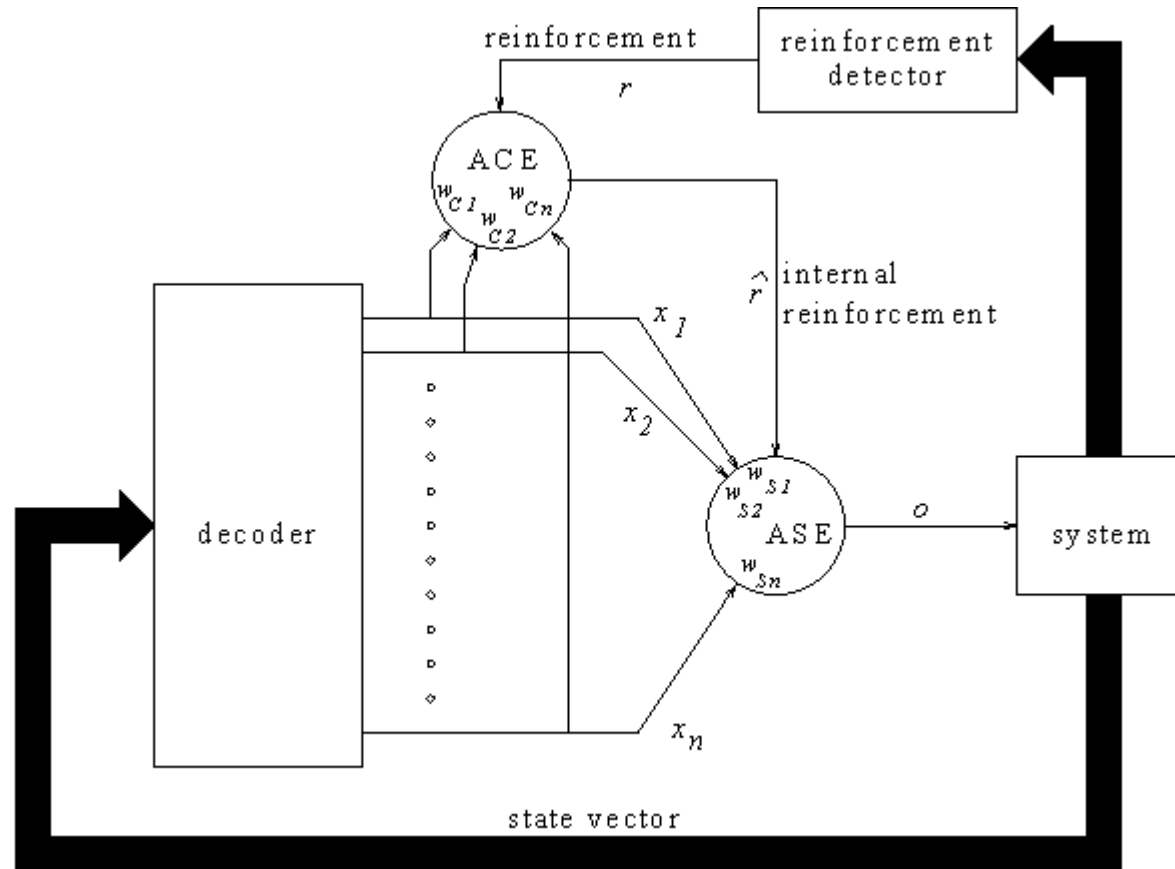 reinforcement
r
reinforcement
detector
ACE
w C1
w C2
w Cn
r̂
internal
reinforcement
x 1
x 2
w S1
w S2
ASE
w Sn
o
system
decoder
x n
state vector